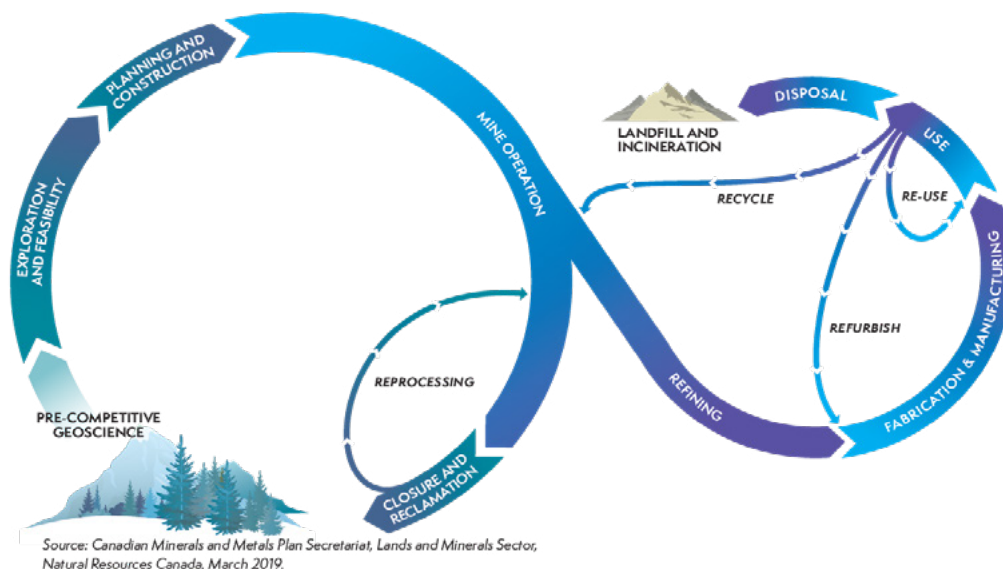 PRE-COMPETITIVE
GEOSCIENCE
EXPLORATION
AND FEASIBILITY
PLANNING AND
CONSTRUCTION
MINE OPERATION
CLOSURE AND
RECLAMATION
REPROCESSING
REFINING
FABRICATION & MANUFACTURING
USE
RE-USE
REFURBISH
RECYCLE
DISPOSAL
LANDFILL AND
INCINERATION
Source: Canadian Minerals and Metals Plan Secretariat, Lands and Minerals Sector,
Natural Resources Canada, March 2019.